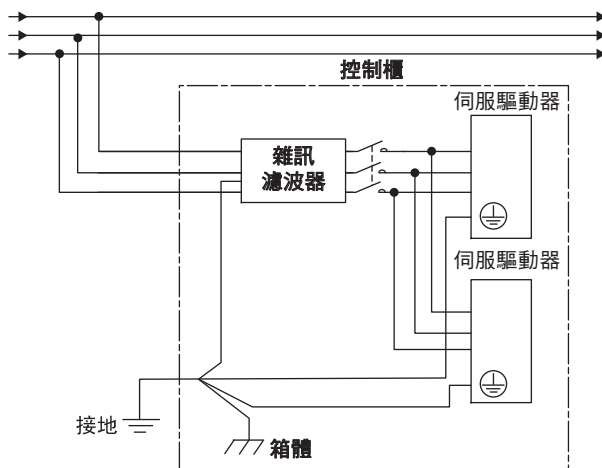 控制櫃
伺服驅動器
雜訊
濾波器
伺服驅動器
接地
箱體